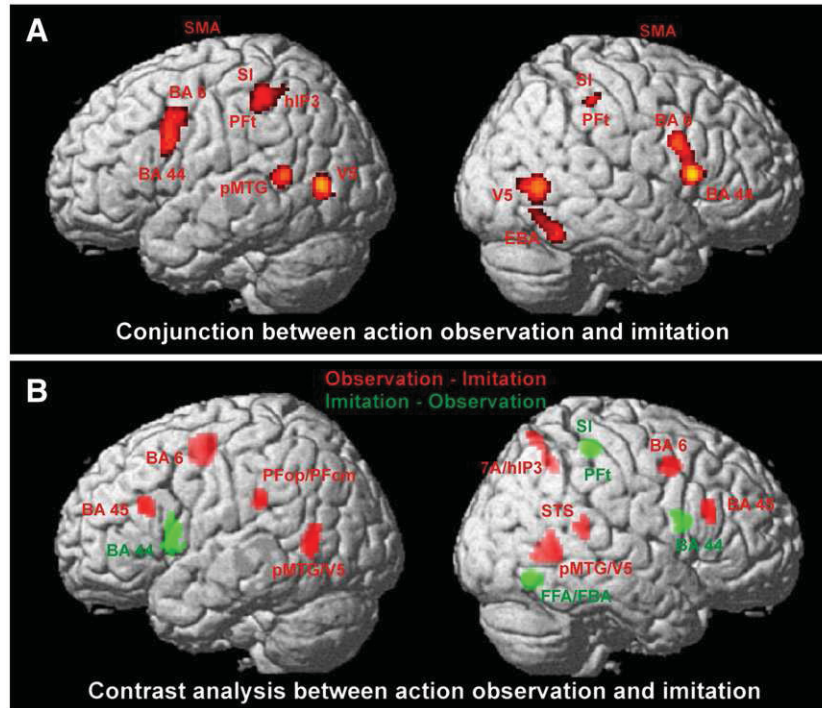 A
SMA
SMA
BA 6
SI
hIP3
PFt
BA 44
pMTG
V5
SI
PFt
BA 6
V5
BA 44
EBA
Conjunction between action observation and imitation
B
Observation - Imitation
Imitation - Observation
BA 6
PFop/PFcm
BA 45
BA 44
pMTG/V5
SI
7A/hIP3
PFt
BA 6
STS
BA 45
BA 44
pMTG/V5
FFA/FBA
Contrast analysis between action observation and imitation